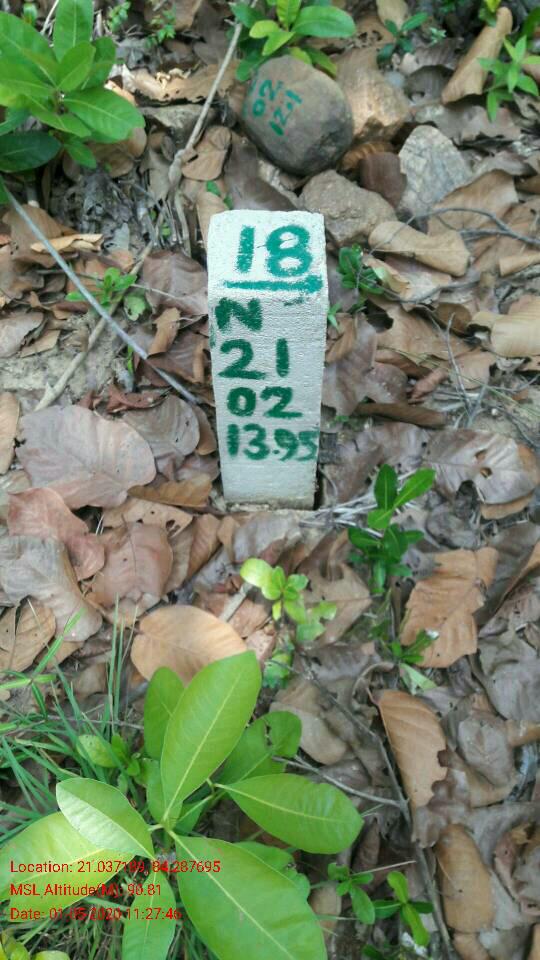 02
12.1
18
N
21
02
13.95
Location: 21.037189, 84.287695
MSL Altitude(M): 90.81
Date: 01-05-2020 11:27:46